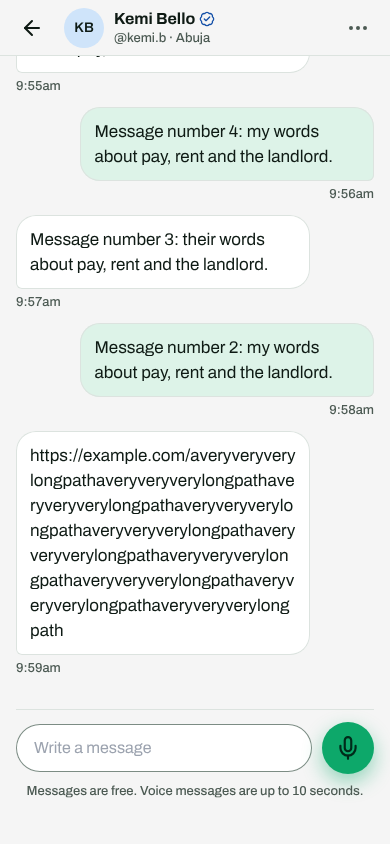 KB
Kemi Bello
@kemi.b · Abuja
9:55am
Message number 4: my words
about pay, rent and the landlord.
9:56am
Message number 3: their words
about pay, rent and the landlord.
9:57am
Message number 2: my words
about pay, rent and the landlord.
9:58am
https://example.com/averyveryvery
longpathaveryveryverylongpathave
ryveryverylongpathaveryveryverylo
ngpathaveryveryverylongpathavery
veryverylongpathaveryveryverylon
gpathaveryveryverylongpathaveryv
eryverylongpathaveryveryverylong
path
9:59am
Write a message
Messages are free. Voice messages are up to 10 seconds.